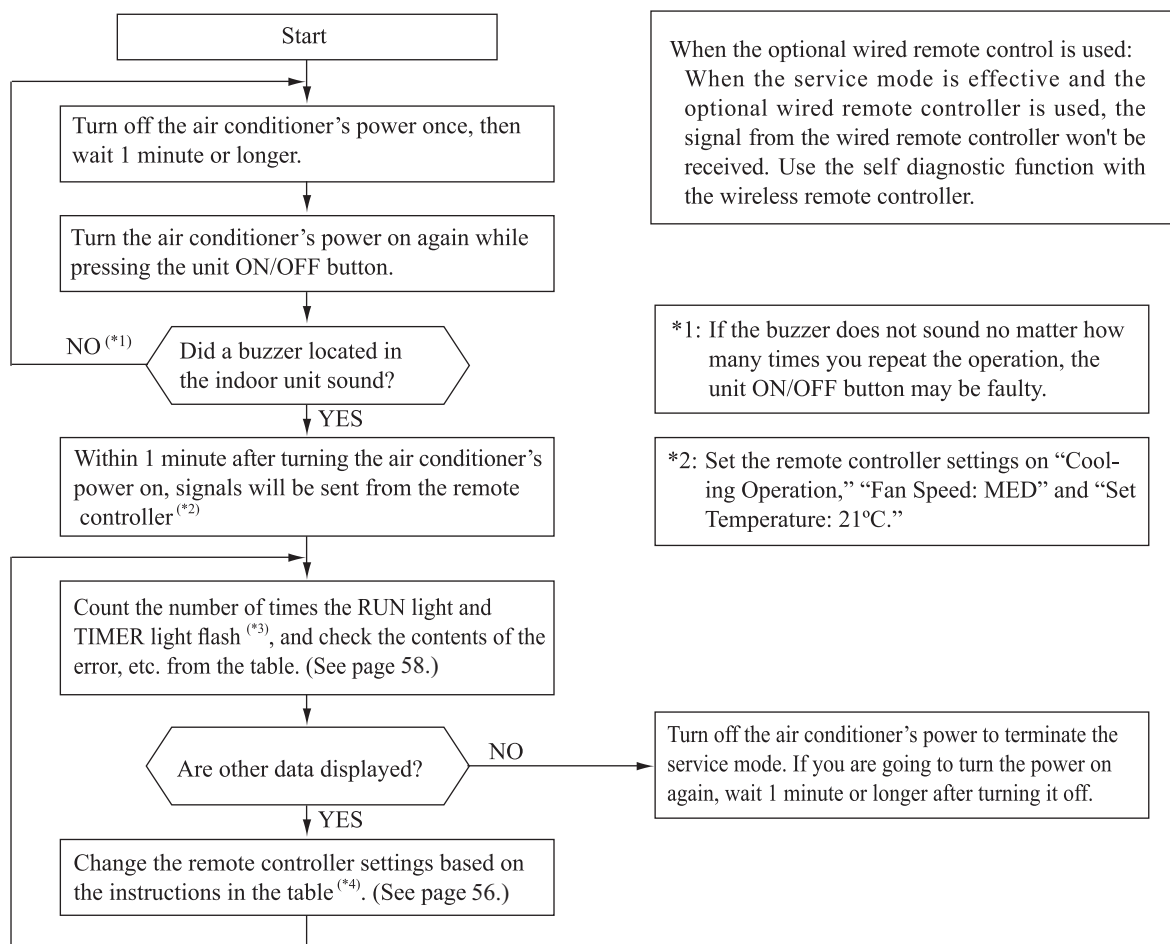 Start
Turn off the air conditioner’s power once, then
wait 1 minute or longer.
Turn the air conditioner’s power on again while
pressing the unit ON/OFF button.
NO (*1)
Did a buzzer located in
the indoor unit sound?
YES
Within 1 minute after turning the air conditioner’s
power on, signals will be sent from the remote
controller (*2)
Count the number of times the RUN light and
TIMER light flash (*3), and check the contents of the
error, etc. from the table. (See page 58.)
Are other data displayed?
NO
YES
Change the remote controller settings based on
the instructions in the table (*4). (See page 56.)
When the optional wired remote control is used:
When the service mode is effective and the
optional wired remote controller is used, the
signal from the wired remote controller won't be
received. Use the self diagnostic function with
the wireless remote controller.
*1: If the buzzer does not sound no matter how
many times you repeat the operation, the
unit ON/OFF button may be faulty.
*2: Set the remote controller settings on “Cool-
ing Operation,” “Fan Speed: MED” and “Set
Temperature: 21ºC.”
Turn off the air conditioner’s power to terminate the
service mode. If you are going to turn the power on
again, wait 1 minute or longer after turning it off.